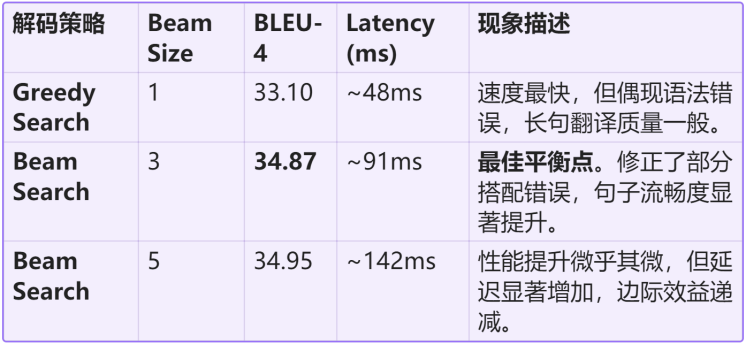 解码策略 Beam Size BLEU-4 Latency (ms) 现象描述
Greedy Search 1 33.10 ~48ms 速度最快，但偶现语法错误，长句翻译质量一般。
Beam Search 3 34.87 ~91ms 最佳平衡点。修正了部分搭配错误，句子流畅度显著提升。
Beam Search 5 34.95 ~142ms 性能提升微乎其微，但延迟显著增加，边际效益递减。